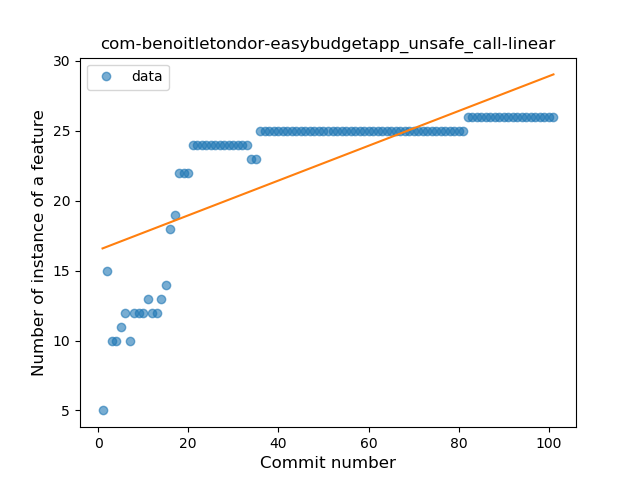 com-benoitletondor-easybudgetapp_unsafe_call-linear
data
Number of instance of a feature
30
25
20
15
10
5
0 20 40 60 80 100
Commit number